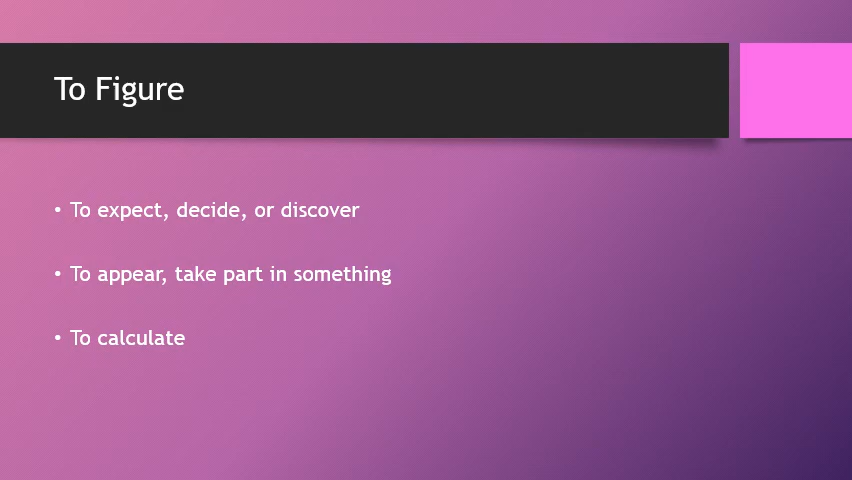 To Figure
• To expect, decide, or discover
• To appear, take part in something
• To calculate